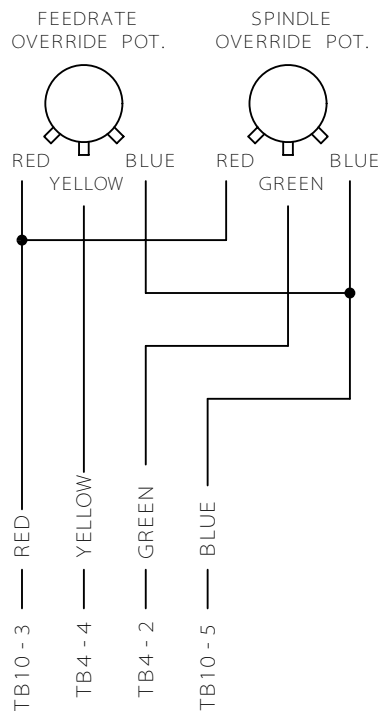 FEEDRATE
OVERRIDE POT.
SPINDLE
OVERRIDE POT.
RED
BLUE
YELLOW
RED
BLUE
GREEN
RED
YELLOW
GREEN
BLUE
TB10-3
TB4-4
TB4-2
TB10-5